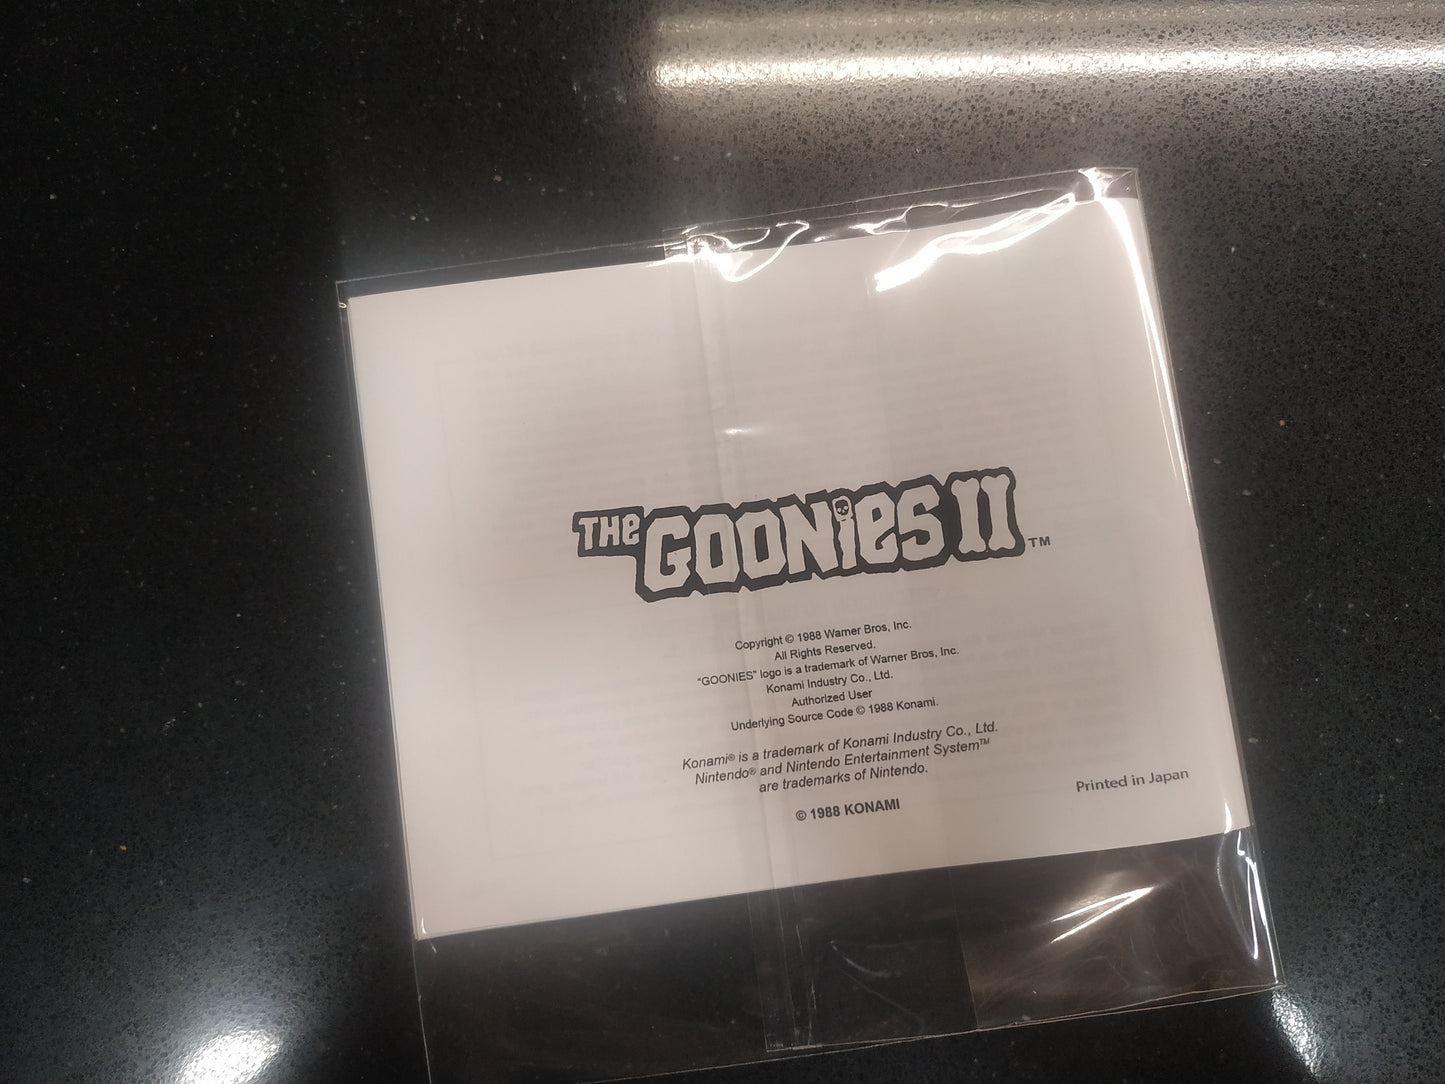 THE GOONIES II ™
Copyright © 1988 Warner Bros, Inc.
All Rights Reserved.
"GOONIES" logo is a trademark of Warner Bros, Inc.
Konami Industry Co., Ltd.
Authorized User
Underlying Source Code © 1988 Konami.
Konami® is a trademark of Konami Industry Co., Ltd.
Nintendo® and Nintendo Entertainment System™
are trademarks of Nintendo.
Printed in Japan
© 1988 KONAMI